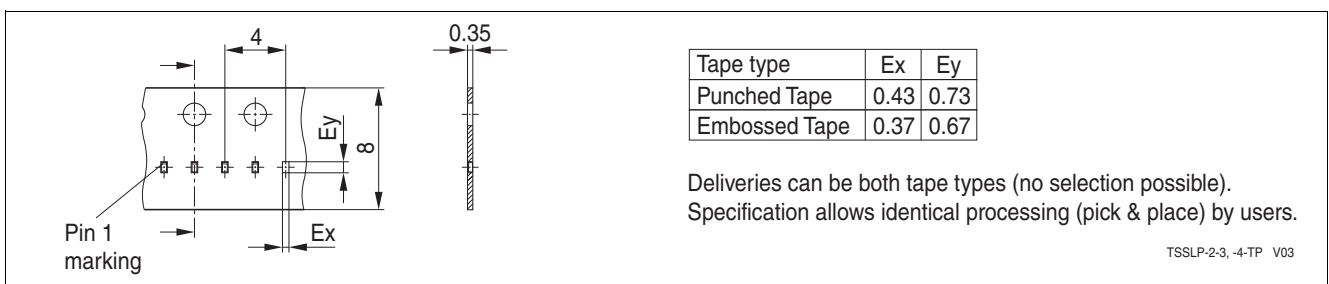 4
0.35
Ey
8
Pin 1
marking
Ex
Tape type Ex Ey
Punched Tape 0.43 0.73
Embossed Tape 0.37 0.67
Deliveries can be both tape types (no selection possible).
Specification allows identical processing (pick & place) by users.
TSSLP-2-3, -4-TP V03